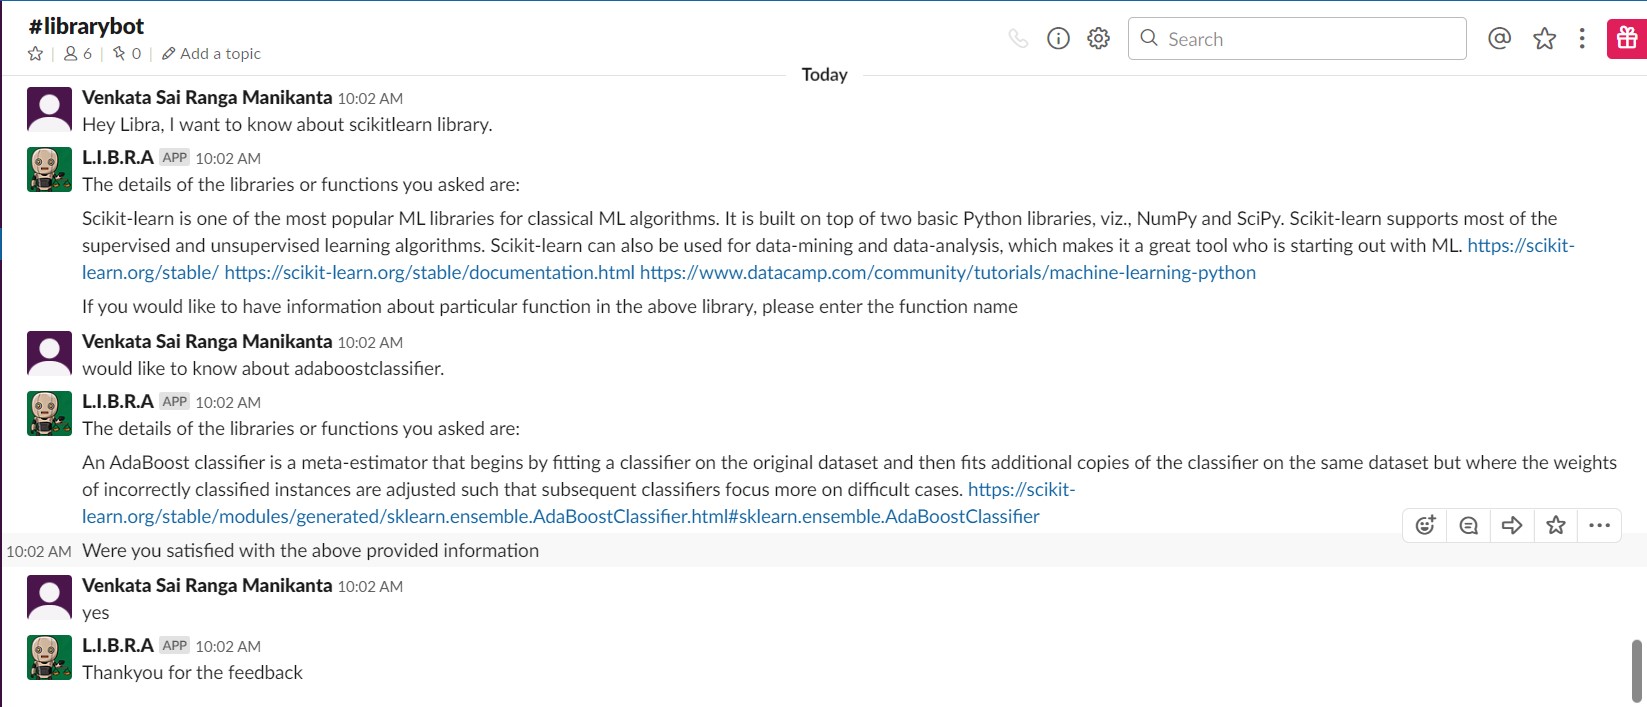 #librarybot
6 0 Add a topic
Search
Today
Venkata Sai Ranga Manikanta 10:02 AM
Hey Libra, I want to know about scikitlearn library.
L.I.B.R.A APP 10:02 AM
The details of the libraries or functions you asked are:
Scikit-learn is one of the most popular ML libraries for classical ML algorithms. It is built on top of two basic Python libraries, viz., NumPy and SciPy. Scikit-learn supports most of the
supervised and unsupervised learning algorithms. Scikit-learn can also be used for data-mining and data-analysis, which makes it a great tool who is starting out with ML. https://scikit-
learn.org/stable/ https://scikit-learn.org/stable/documentation.html https://www.datacamp.com/community/tutorials/machine-learning-python
If you would like to have information about particular function in the above library, please enter the function name
Venkata Sai Ranga Manikanta 10:02 AM
would like to know about adaboostclassifier.
L.I.B.R.A APP 10:02 AM
The details of the libraries or functions you asked are:
An AdaBoost classifier is a meta-estimator that begins by fitting a classifier on the original dataset and then fits additional copies of the classifier on the same dataset but where the weights
of incorrectly classified instances are adjusted such that subsequent classifiers focus more on difficult cases. https://scikit-
learn.org/stable/modules/generated/sklearn.ensemble.AdaBoostClassifier.html#sklearn.ensemble.AdaBoostClassifier
10:02 AM Were you satisfied with the above provided information
Venkata Sai Ranga Manikanta 10:02 AM
yes
L.I.B.R.A APP 10:02 AM
Thankyou for the feedback